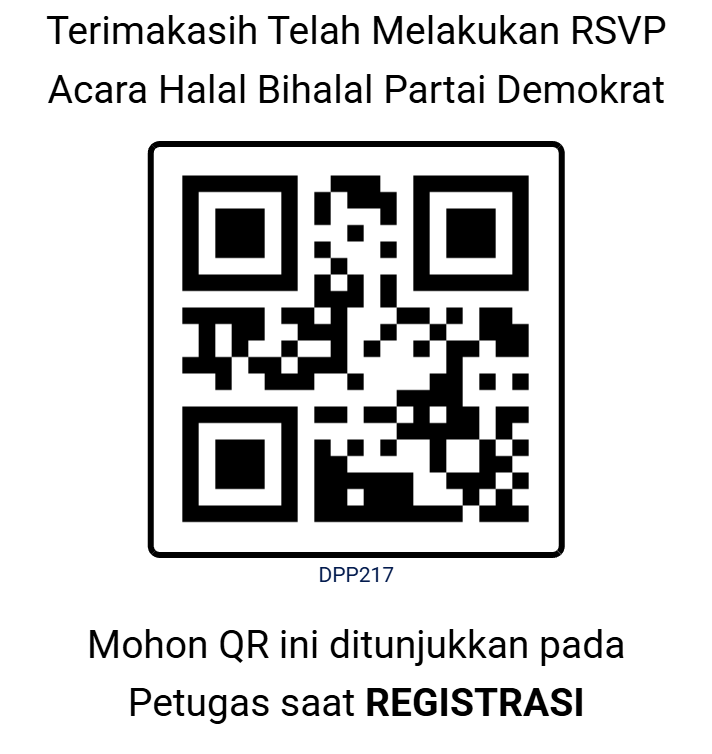 Terimakasih Telah Melakukan RSVP
Acara Halal Bihalal Partai Demokrat
DPP217
Mohon QR ini ditunjukkan pada
Petugas saat REGISTRASI